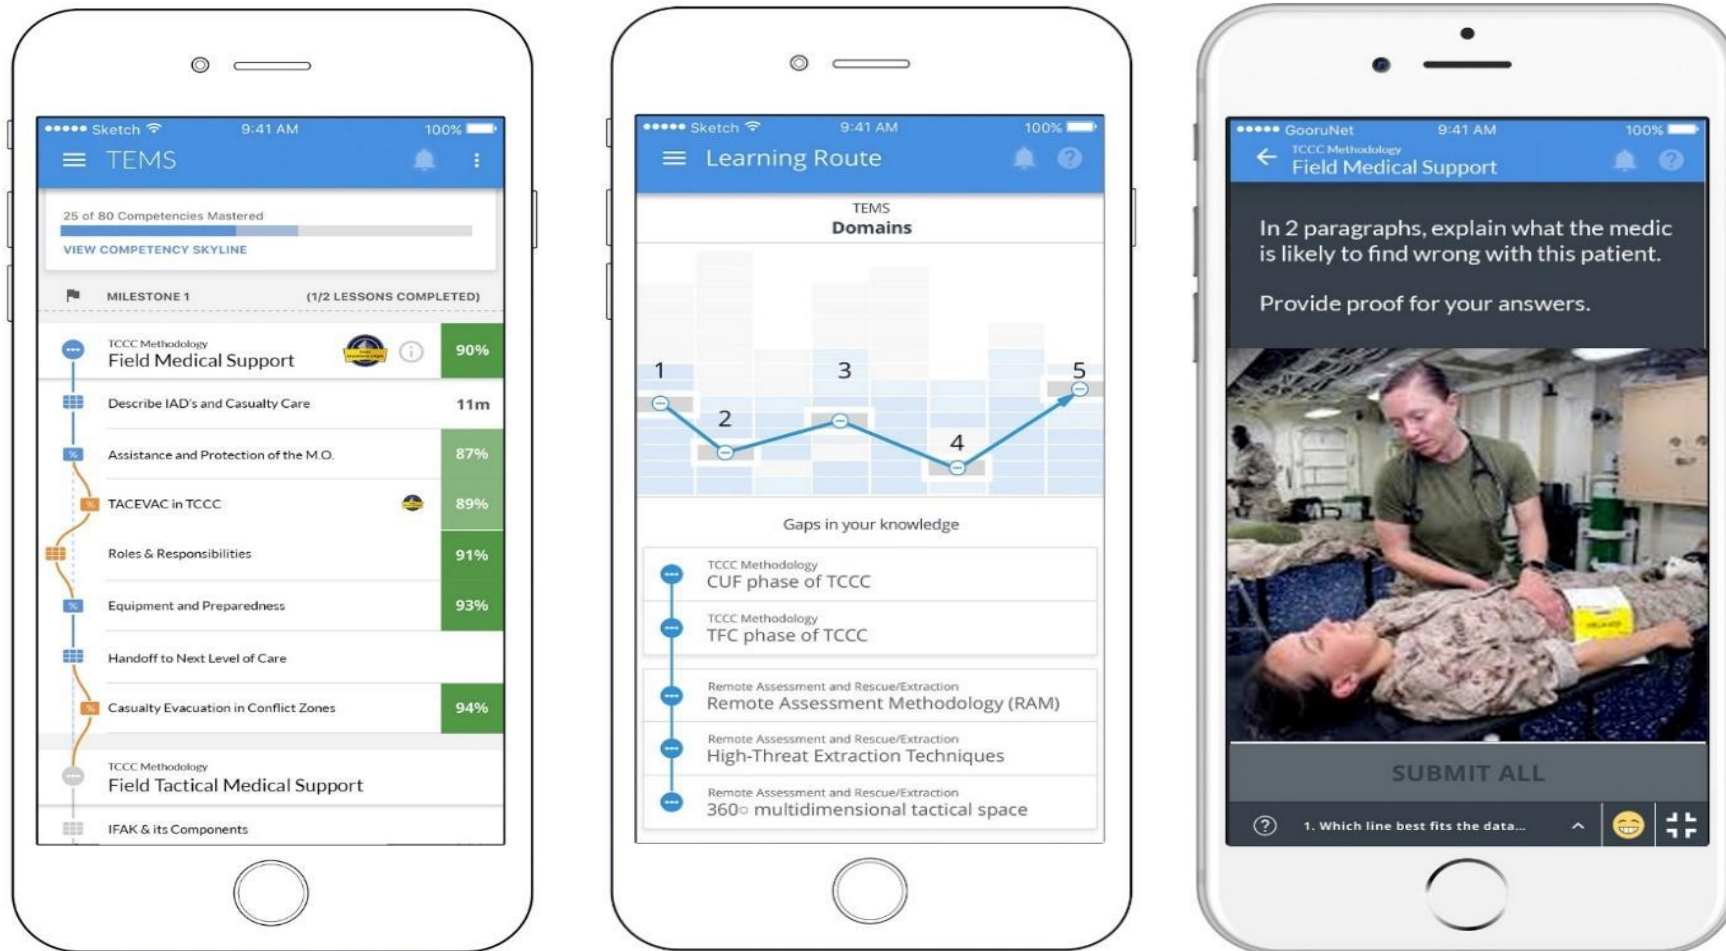 Sketch 9:41 AM 100%
TEMS
25 of 80 Competencies Mastered
VIEW COMPETENCY SKYLINE
MILESTONE 1 (1/2 LESSONS COMPLETED)
TCCC Methodology
Field Medical Support 90%
Describe IAD's and Casualty Care 11m
Assistance and Protection of the M.O. 87%
TACEVAC in TCCC 89%
Roles & Responsibilities 91%
Equipment and Preparedness 93%
Handoff to Next Level of Care
Casualty Evacuation in Conflict Zones 94%
TCCC Methodology
Field Tactical Medical Support
IFAK & its Components
Sketch 9:41 AM 100%
Learning Route
TEMS
Domains
1
2
3
4
5
Gaps in your knowledge
TCCC Methodology
CUF phase of TCCC
TCCC Methodology
TFC phase of TCCC
Remote Assessment and Rescue/Extraction
Remote Assessment Methodology (RAM)
Remote Assessment and Rescue/Extraction
High-Threat Extraction Techniques
Remote Assessment and Rescue/Extraction
360○ multidimensional tactical space
GooruNet 9:41 AM 100%
TCCC Methodology
Field Medical Support
In 2 paragraphs, explain what the medic
is likely to find wrong with this patient.
Provide proof for your answers.
SUBMIT ALL
1. Which line best fits the data...